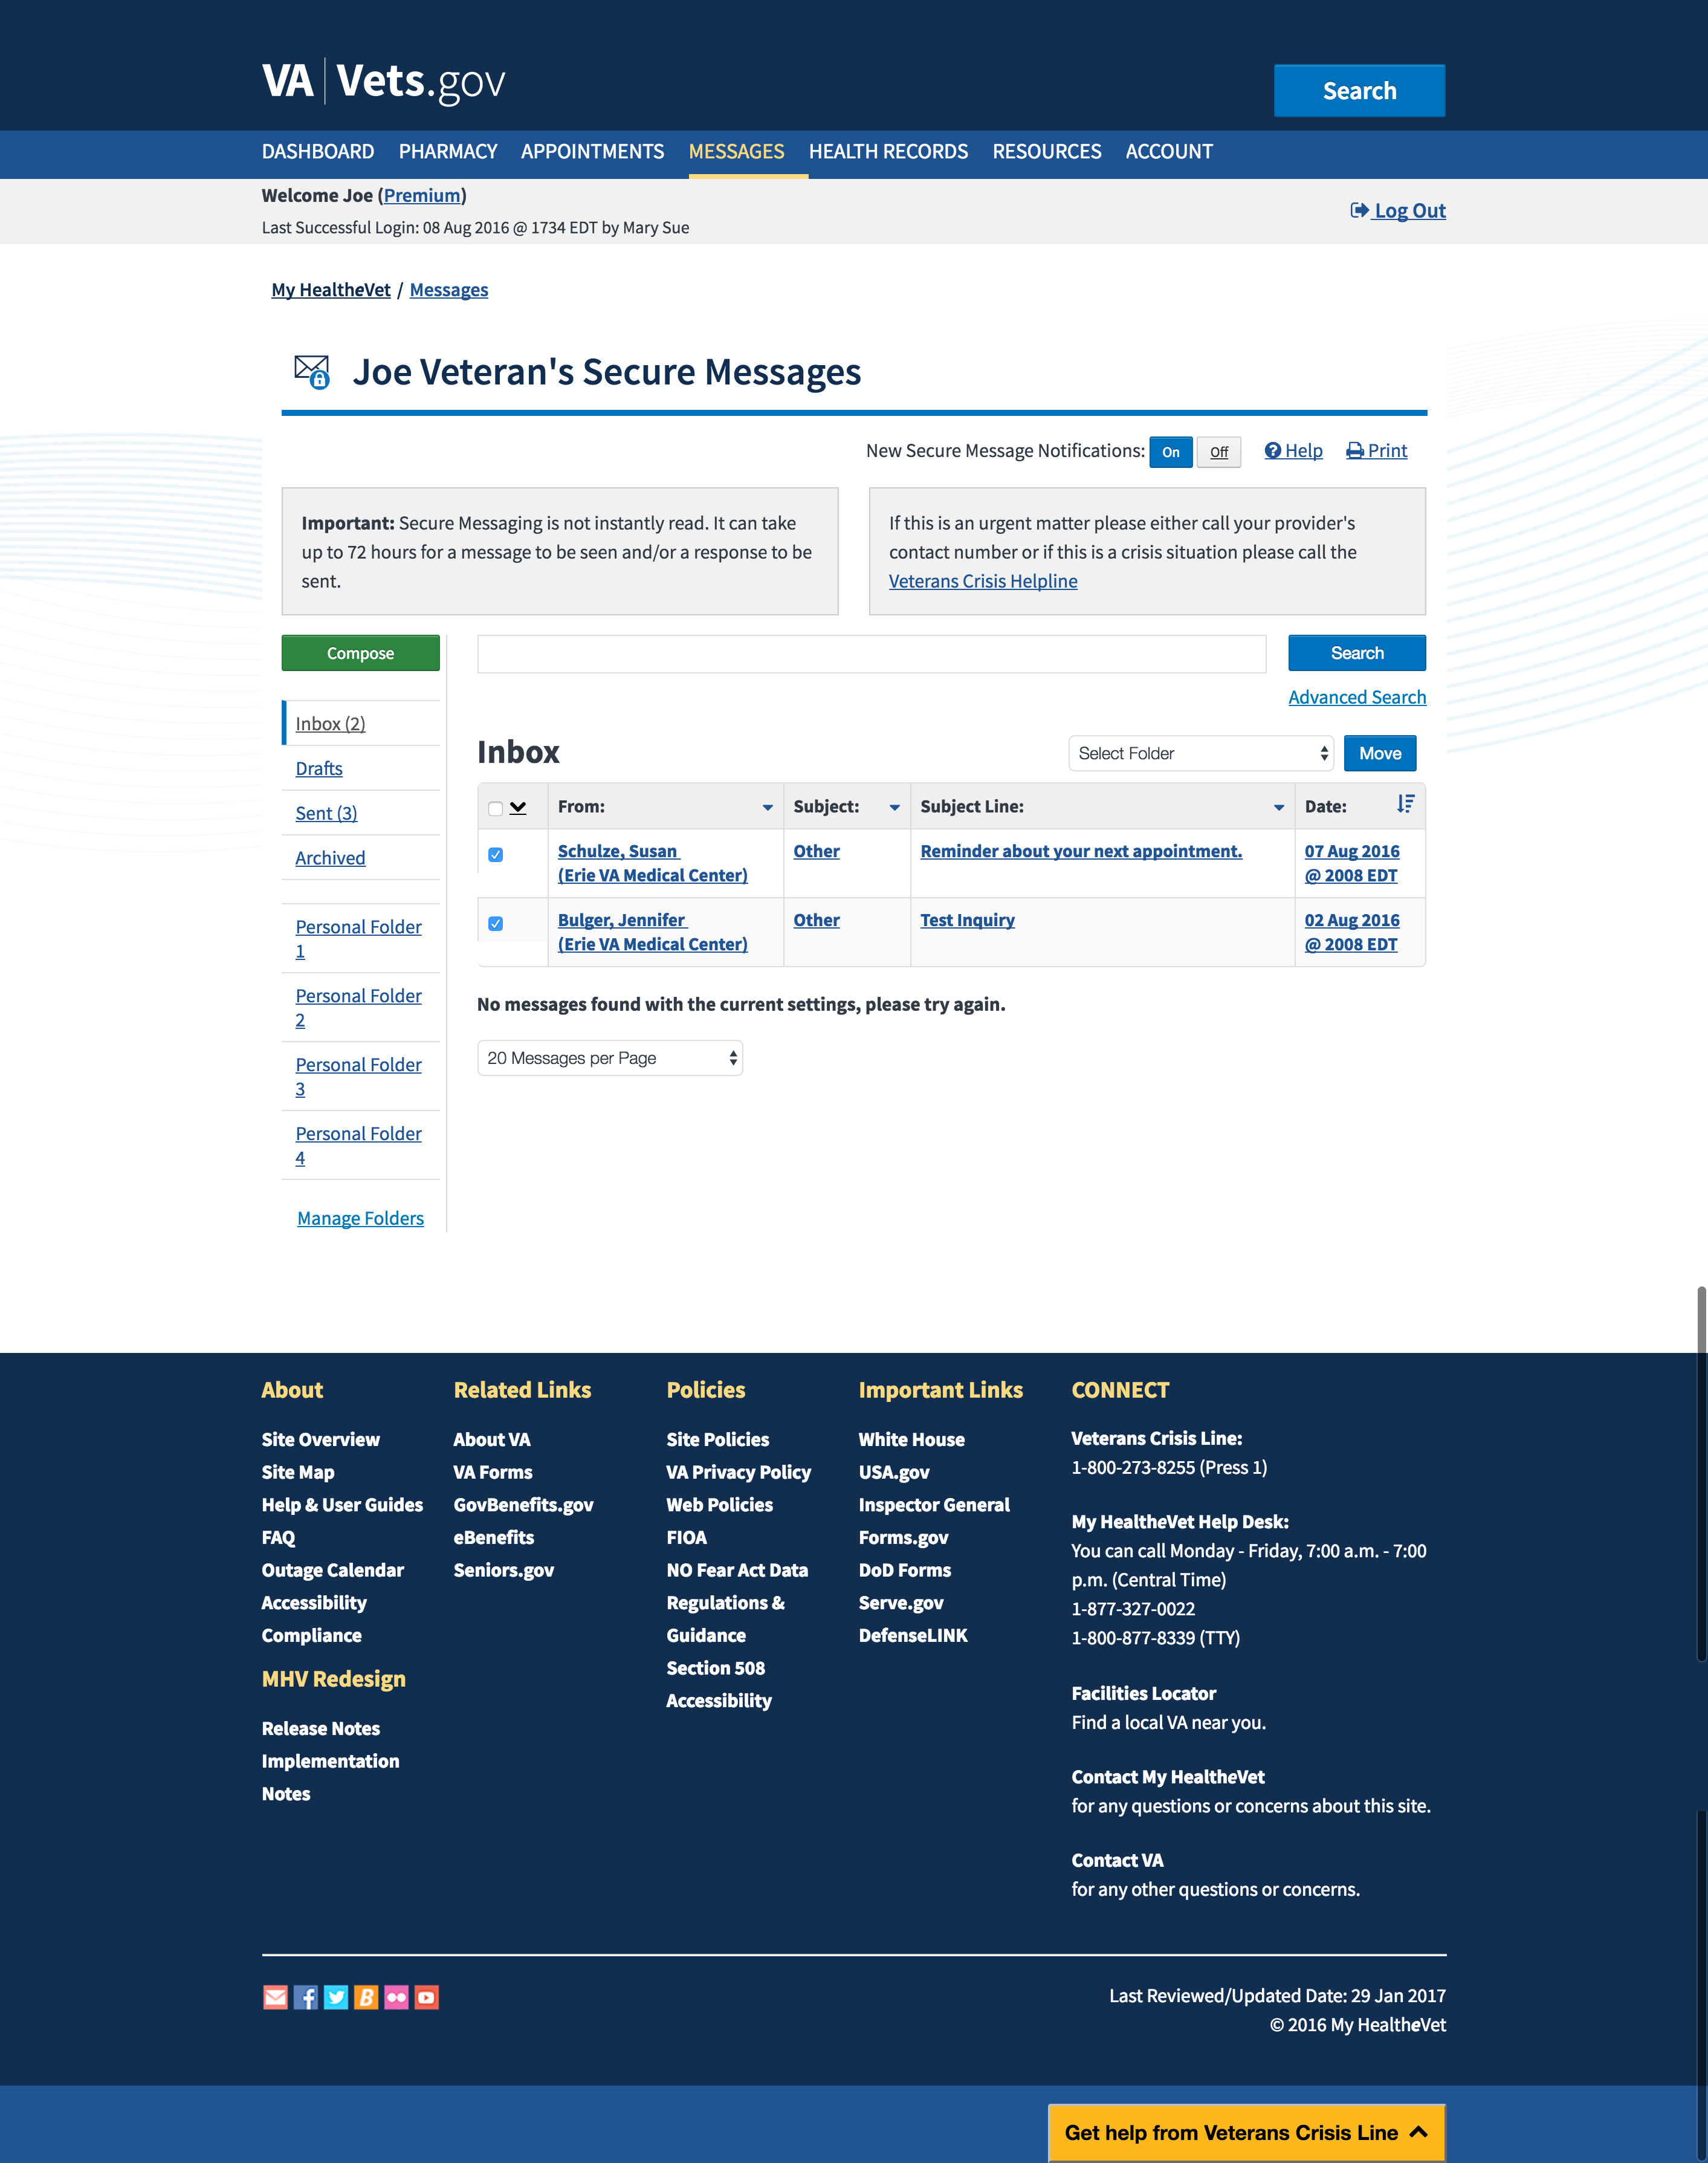 VA | Vets.gov
Search
DASHBOARD PHARMACY APPOINTMENTS MESSAGES HEALTH RECORDS RESOURCES ACCOUNT
Welcome Joe (Premium)
Last Successful Login: 08 Aug 2016 @ 1734 EDT by Mary Sue
Log Out
My HealtheVet / Messages
Joe Veteran's Secure Messages
New Secure Message Notifications: On Off Help Print
Important: Secure Messaging is not instantly read. It can take
up to 72 hours for a message to be seen and/or a response to be
sent.
If this is an urgent matter please either call your provider's
contact number or if this is a crisis situation please call the
Veterans Crisis Helpline
Compose
Inbox (2)
Drafts
Sent (3)
Archived
Personal Folder
1
Personal Folder
2
Personal Folder
3
Personal Folder
4
Manage Folders
Search
Advanced Search
Inbox
Select Folder
Move
From: Subject: Subject Line: Date:
Schulze, Susan Other Reminder about your next appointment. 07 Aug 2016
(Erie VA Medical Center) @ 2008 EDT
Bulger, Jennifer Other Test Inquiry 02 Aug 2016
(Erie VA Medical Center) @ 2008 EDT
No messages found with the current settings, please try again.
20 Messages per Page
About
Site Overview
Site Map
Help & User Guides
FAQ
Outage Calendar
Accessibility
Compliance
MHV Redesign
Release Notes
Implementation
Notes
Related Links
About VA
VA Forms
GovBenefits.gov
eBenefits
Seniors.gov
Policies
Site Policies
VA Privacy Policy
Web Policies
FIOA
NO Fear Act Data
Regulations &
Guidance
Section 508
Accessibility
Important Links
White House
USA.gov
Inspector General
Forms.gov
DoD Forms
Serve.gov
DefenseLINK
CONNECT
Veterans Crisis Line:
1-800-273-8255 (Press 1)
My HealtheVet Help Desk:
You can call Monday - Friday, 7:00 a.m. - 7:00
p.m. (Central Time)
1-877-327-0022
1-800-877-8339 (TTY)
Facilities Locator
Find a local VA near you.
Contact My HealtheVet
for any questions or concerns about this site.
Contact VA
for any other questions or concerns.
Last Reviewed/Updated Date: 29 Jan 2017
© 2016 My HealtheVet
Get help from Veterans Crisis Line